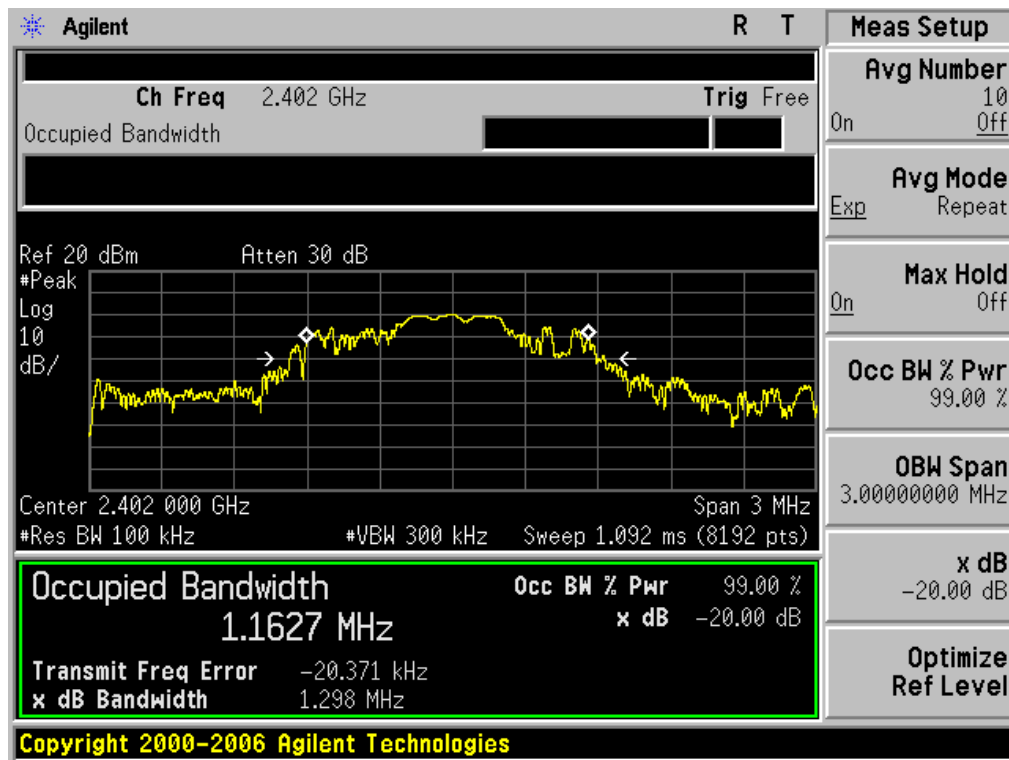 Agilent R T Meas Setup
Ch Freq 2.402 GHz Trig Free
Occupied Bandwidth
Ref 20 dBm Atten 30 dB
#Peak
Log
10
dB/
Center 2.402 000 GHz Span 3 MHz
#Res BW 100 kHz #VBW 300 kHz Sweep 1.092 ms (8192 pts)
Occupied Bandwidth Occ BW % Pwr 99.00 %
1.1627 MHz x dB -20.00 dB
Transmit Freq Error -20.371 kHz
x dB Bandwidth 1.298 MHz
Copyright 2000-2006 Agilent Technologies
Avg Number
10
On Off
Avg Mode
Exp Repeat
Max Hold
On Off
Occ BW % Pwr
99.00 %
OBW Span
3.00000000 MHz
x dB
-20.00 dB
Optimize
Ref Level